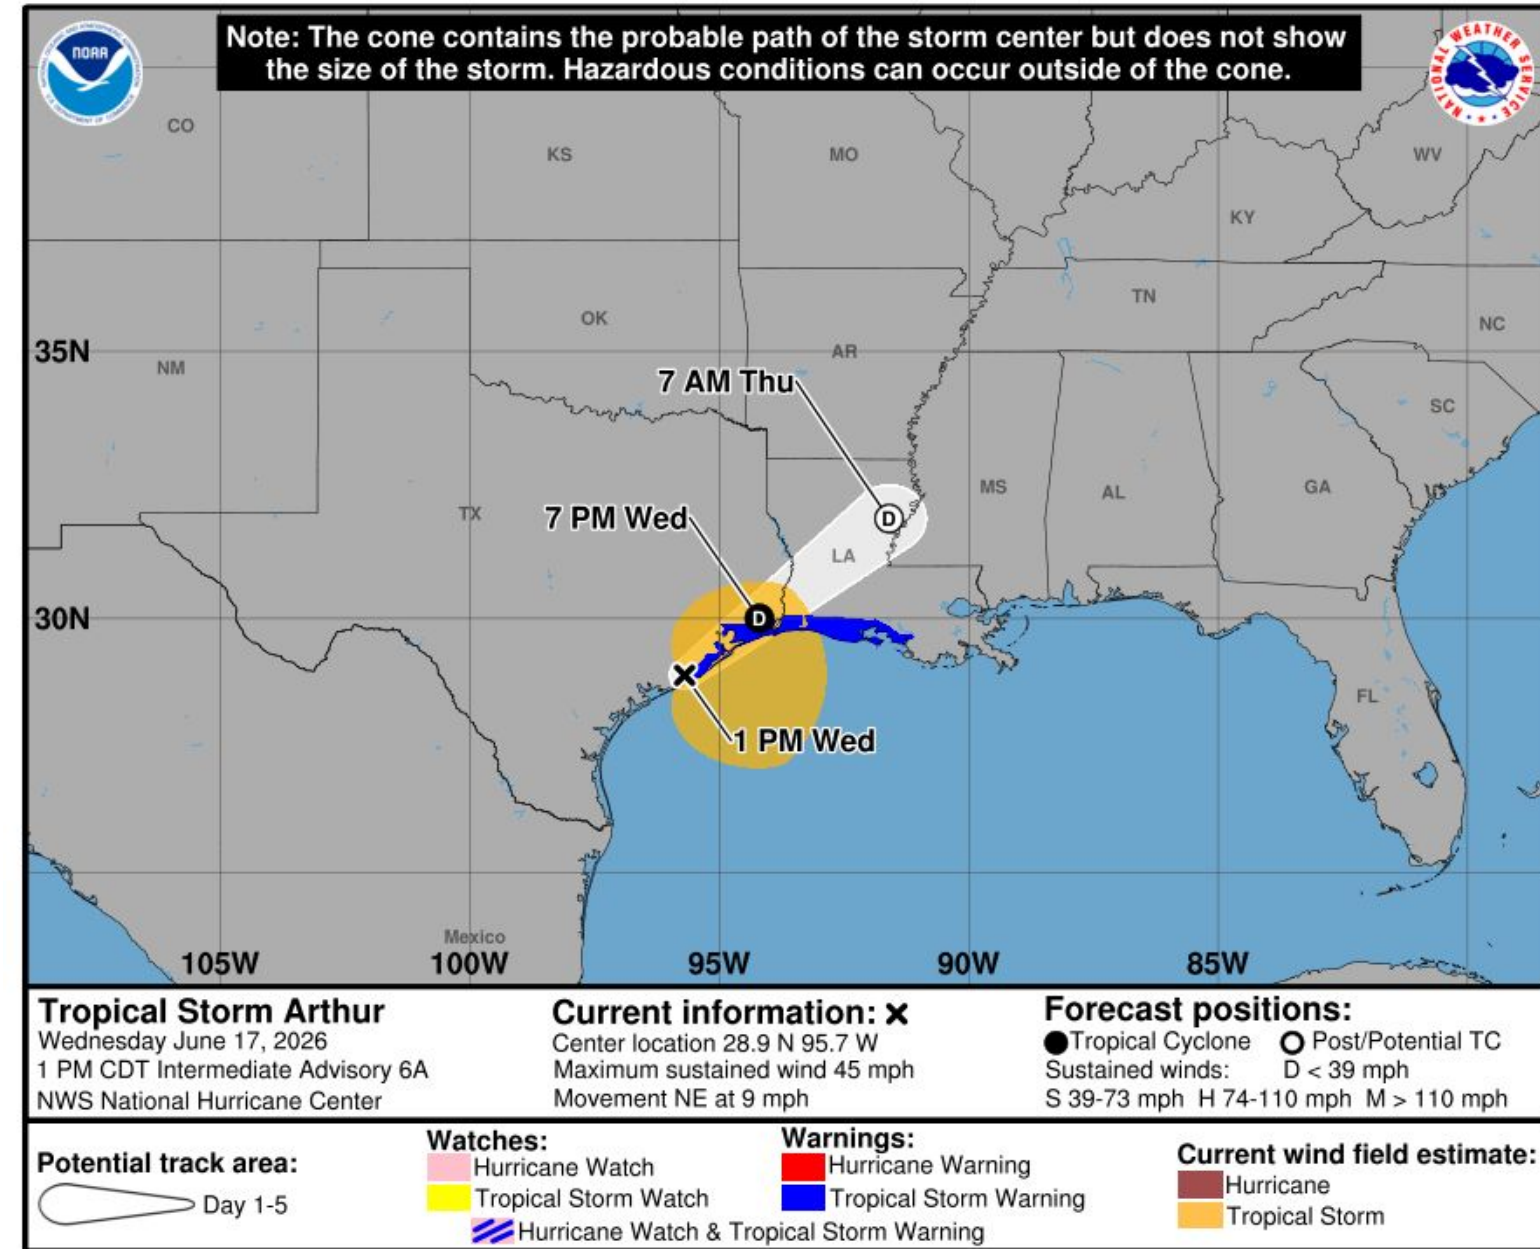 Note: The cone contains the probable path of the storm center but does not show
the size of the storm. Hazardous conditions can occur outside of the cone.
NOAA
NATIONAL WEATHER SERVICE
CO
KS
MO
WV
KY
OK
TN
NC
35N
NM
AR
7 AM Thu
SC
TX
MS
AL
GA
7 PM Wed
D
D
LA
30N
FL
1 PM Wed
Mexico
105W
100W
95W
90W
85W
Tropical Storm Arthur
Wednesday June 17, 2026
1 PM CDT Intermediate Advisory 6A
NWS National Hurricane Center
Current information: ×
Center location 28.9 N 95.7 W
Maximum sustained wind 45 mph
Movement NE at 9 mph
Forecast positions:
Tropical Cyclone Post/Potential TC
Sustained winds: D < 39 mph
S 39-73 mph H 74-110 mph M > 110 mph
Potential track area:
Day 1-5
Watches:
Hurricane Watch
Tropical Storm Watch
Hurricane Watch & Tropical Storm Warning
Warnings:
Hurricane Warning
Tropical Storm Warning
Current wind field estimate:
Hurricane
Tropical Storm